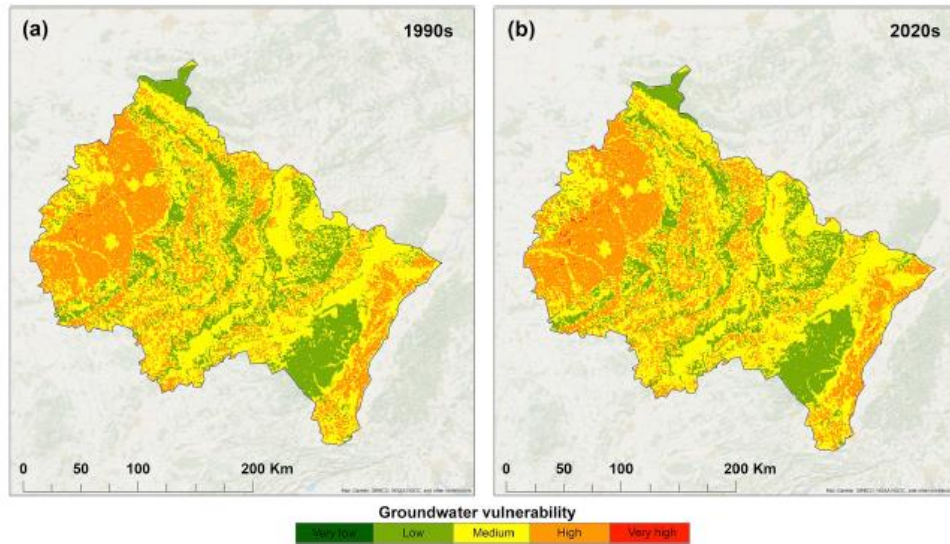 (a) 1990s
(b) 2020s
0 50 100 200 Km
0 50 100 200 Km
Groundwater vulnerability
Very low Low Medium High Very high